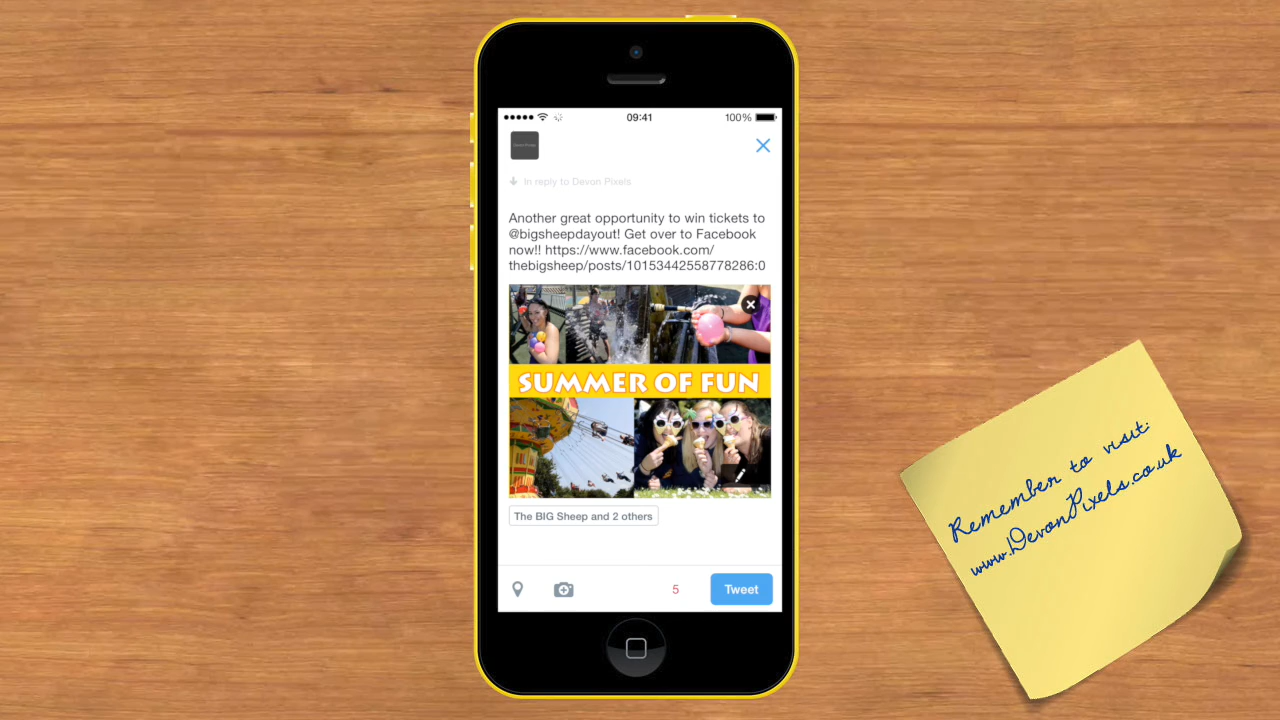 09:41
100%
In reply to Devon Pixels
Another great opportunity to win tickets to
@bigsheepdayout! Get over to Facebook
now!! https://www.facebook.com/
thebigsheep/posts/10153442558778286:0
SUMMER OF FUN
The BIG Sheep and 2 others
5
Tweet
Remember to visit:
www.DevonPixels.co.uk